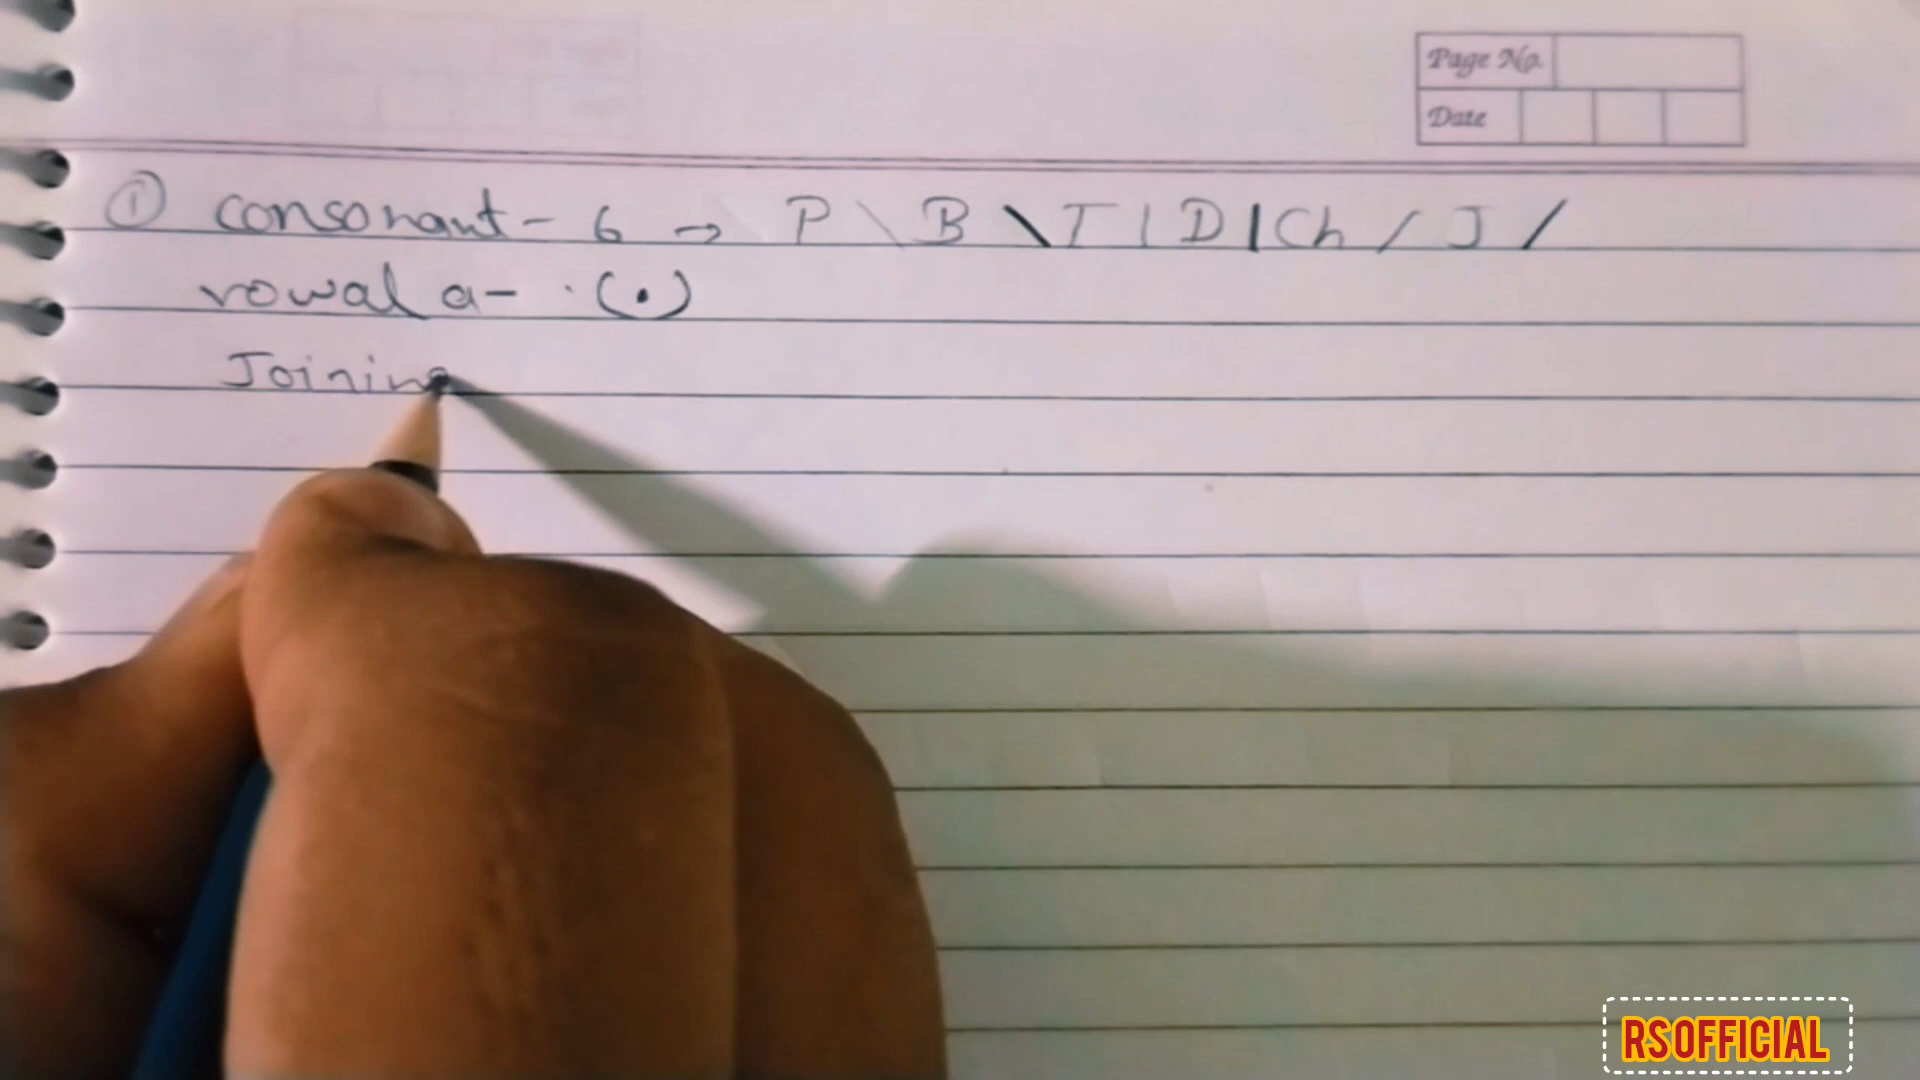 Page No.
Date
① consonant - 6 → P \ B \ T | D | Ch / J /
vowal a - · (•)
Joining
RSOFFICIAL